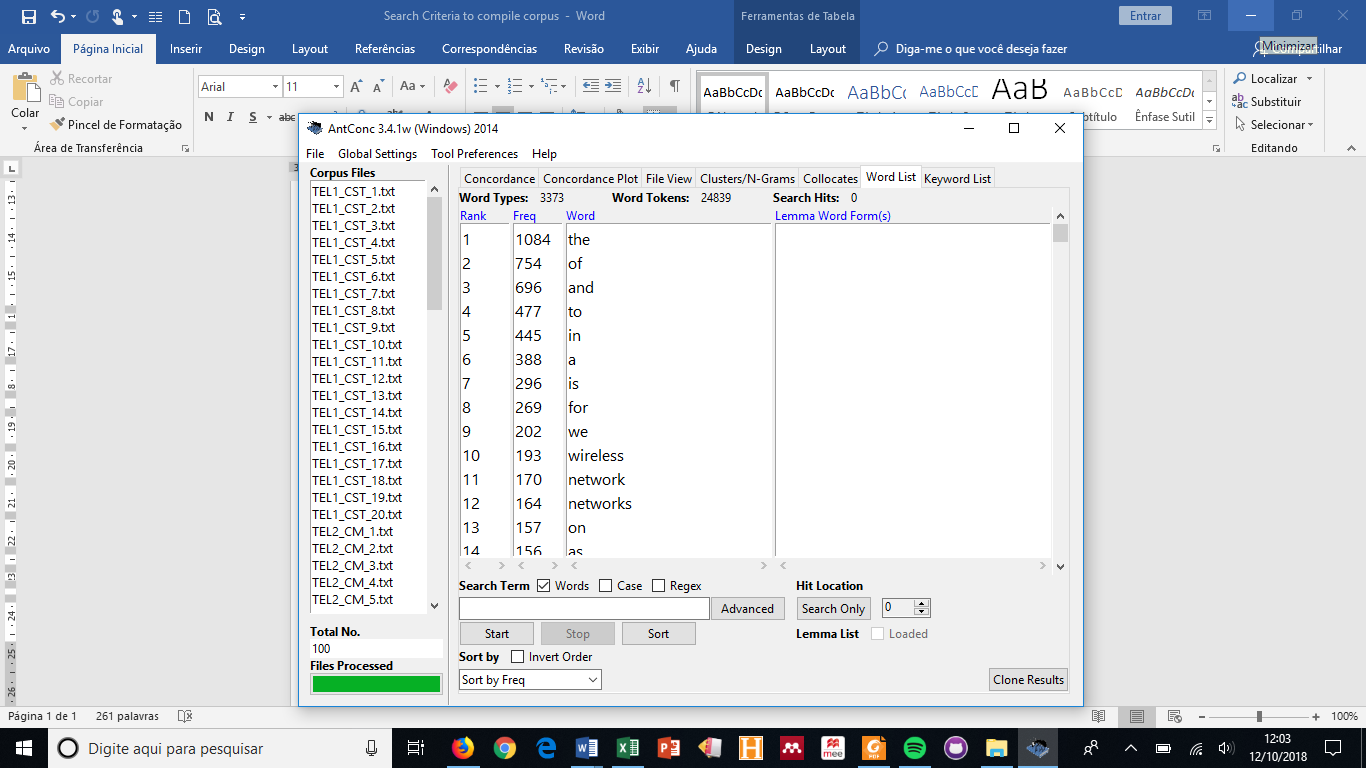 Search Criteria to compile corpus - Word
Ferramentas de Tabela
Entrar
Arquivo Página Inicial Inserir Design Layout Referências Correspondências Revisão Exibir Ajuda Design Layout Diga-me o que você deseja fazer
Minimizar
Colar
Recortar
Copiar
Pincel de Formatação
Área de Transferência
Arial 11
N I S abc
AaBbCcDc AaBbCcDc AaBbCc AaBbCcD AaB AaBbCcD AaBbCcDc
Ênfase Sutil
Localizar
Substituir
Selecionar
Editando
AntConc 3.4.1w (Windows) 2014
File Global Settings Tool Preferences Help
Corpus Files
TEL1_CST_1.txt
TEL1_CST_2.txt
TEL1_CST_3.txt
TEL1_CST_4.txt
TEL1_CST_5.txt
TEL1_CST_6.txt
TEL1_CST_7.txt
TEL1_CST_8.txt
TEL1_CST_9.txt
TEL1_CST_10.txt
TEL1_CST_11.txt
TEL1_CST_12.txt
TEL1_CST_13.txt
TEL1_CST_14.txt
TEL1_CST_15.txt
TEL1_CST_16.txt
TEL1_CST_17.txt
TEL1_CST_18.txt
TEL1_CST_19.txt
TEL1_CST_20.txt
TEL2_CM_1.txt
TEL2_CM_2.txt
TEL2_CM_3.txt
TEL2_CM_4.txt
TEL2_CM_5.txt
Total No.
100
Files Processed
Concordance Concordance Plot File View Clusters/N-Grams Collocates Word List Keyword List
Word Types: 3373 Word Tokens: 24839 Search Hits: 0
Rank Freq Word Lemma Word Form(s)
1 1084 the
2 754 of
3 696 and
4 477 to
5 445 in
6 388 a
7 296 is
8 269 for
9 202 we
10 193 wireless
11 170 network
12 164 networks
13 157 on
14 156 as
Search Term Words Case Regex Hit Location
Advanced Search Only 0
Start Stop Sort Lemma List Loaded
Sort by Invert Order
Sort by Freq Clone Results
Página 1 de 1 261 palavras 100%
Digite aqui para pesquisar
12:03
12/10/2018